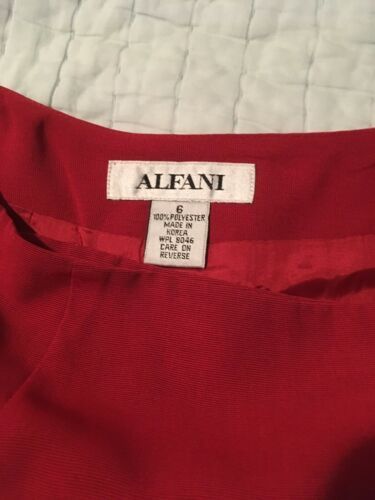 ALFANI
6
100% POLYESTER
MADE IN
KOREA
WPL 8046
CARE ON
REVERSE